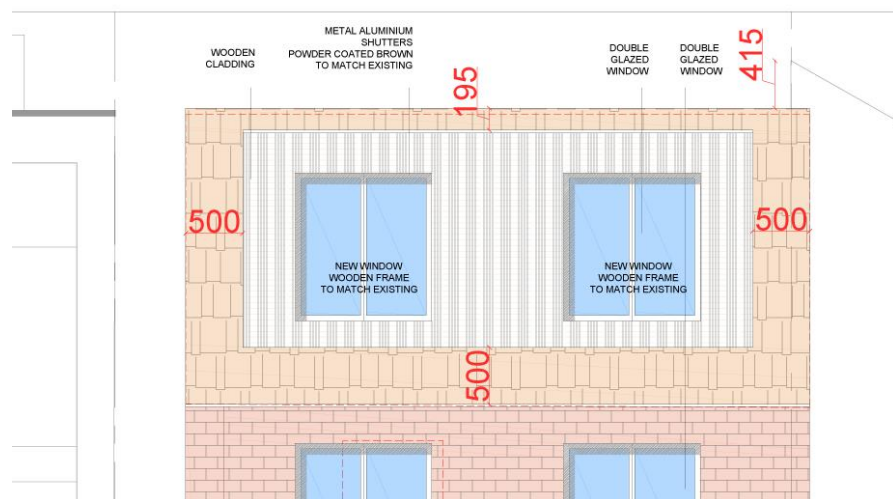 WOODEN
CLADDING
METAL ALUMINIUM
SHUTTERS
POWDER COATED BROWN
TO MATCH EXISTING
DOUBLE
GLAZED
WINDOW
DOUBLE
GLAZED
WINDOW
415
195
500
500
NEW WINDOW
WOODEN FRAME
TO MATCH EXISTING
NEW WINDOW
WOODEN FRAME
TO MATCH EXISTING
500